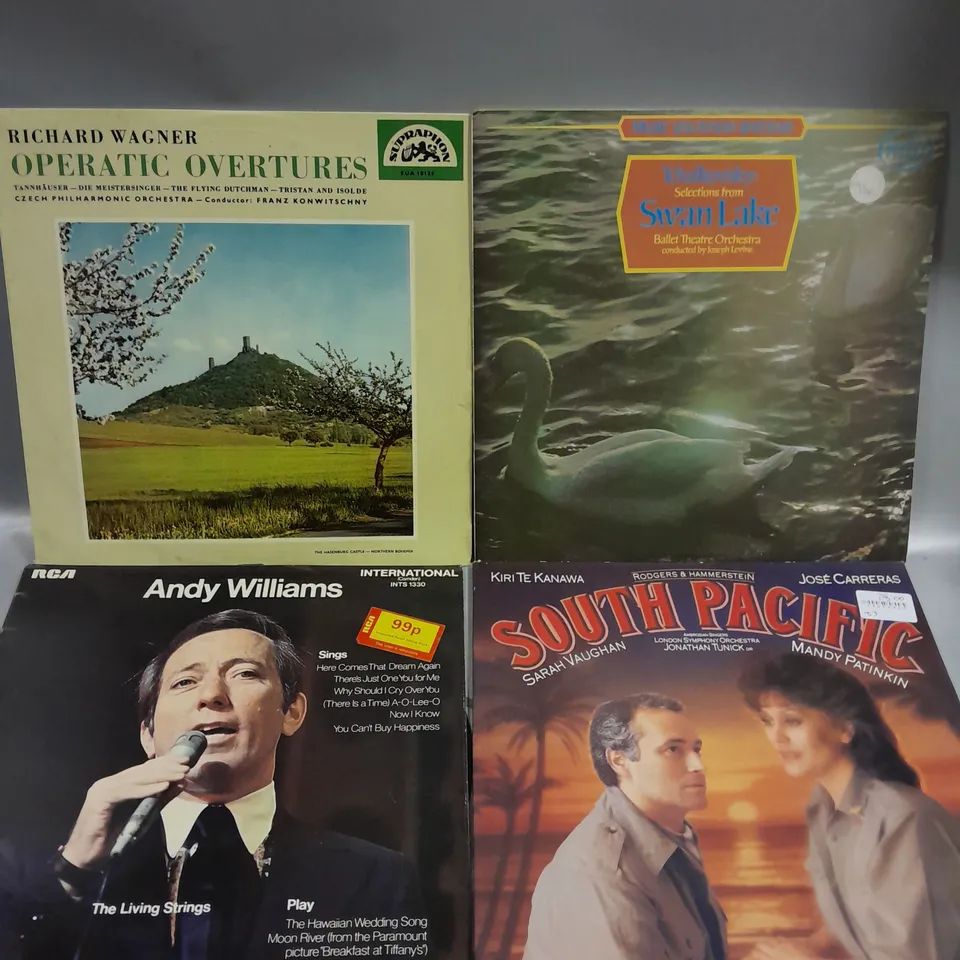 RICHARD WAGNER
OPERATIC OVERTURES
TANNHÄUSER — DIE MEISTERSINGER — THE FLYING DUTCHMAN — TRISTAN AND ISOLDE
CZECH PHILHARMONIC ORCHESTRA — Conductor: FRANZ KONWITSCHNY
SUPRAPHON
THE HASENBURG CASTLE — NORTHERN BOHEMIA
Tchaikovsky
Selections from
Swan Lake
Ballet Theatre Orchestra
conducted by Joseph Levine
RCA
INTERNATIONAL
(Camden)
INTS 1330
Andy Williams
RCA
99p
Sings
Here Comes That Dream Again
There's Just One You for Me
Why Should I Cry Over You
(There Is a Time) A-O-Lee-O
Now I Know
You Can't Buy Happiness
The Living Strings
Play
The Hawaiian Wedding Song
Moon River (from the Paramount
picture "Breakfast at Tiffany's")
KIRI TE KANAWA
RODGERS & HAMMERSTEIN
JOSÉ CARRERAS
SOUTH PACIFIC
SARAH VAUGHAN
AMBROSIAN SINGERS
LONDON SYMPHONY ORCHESTRA
JONATHAN TUNICK
MANDY PATINKIN